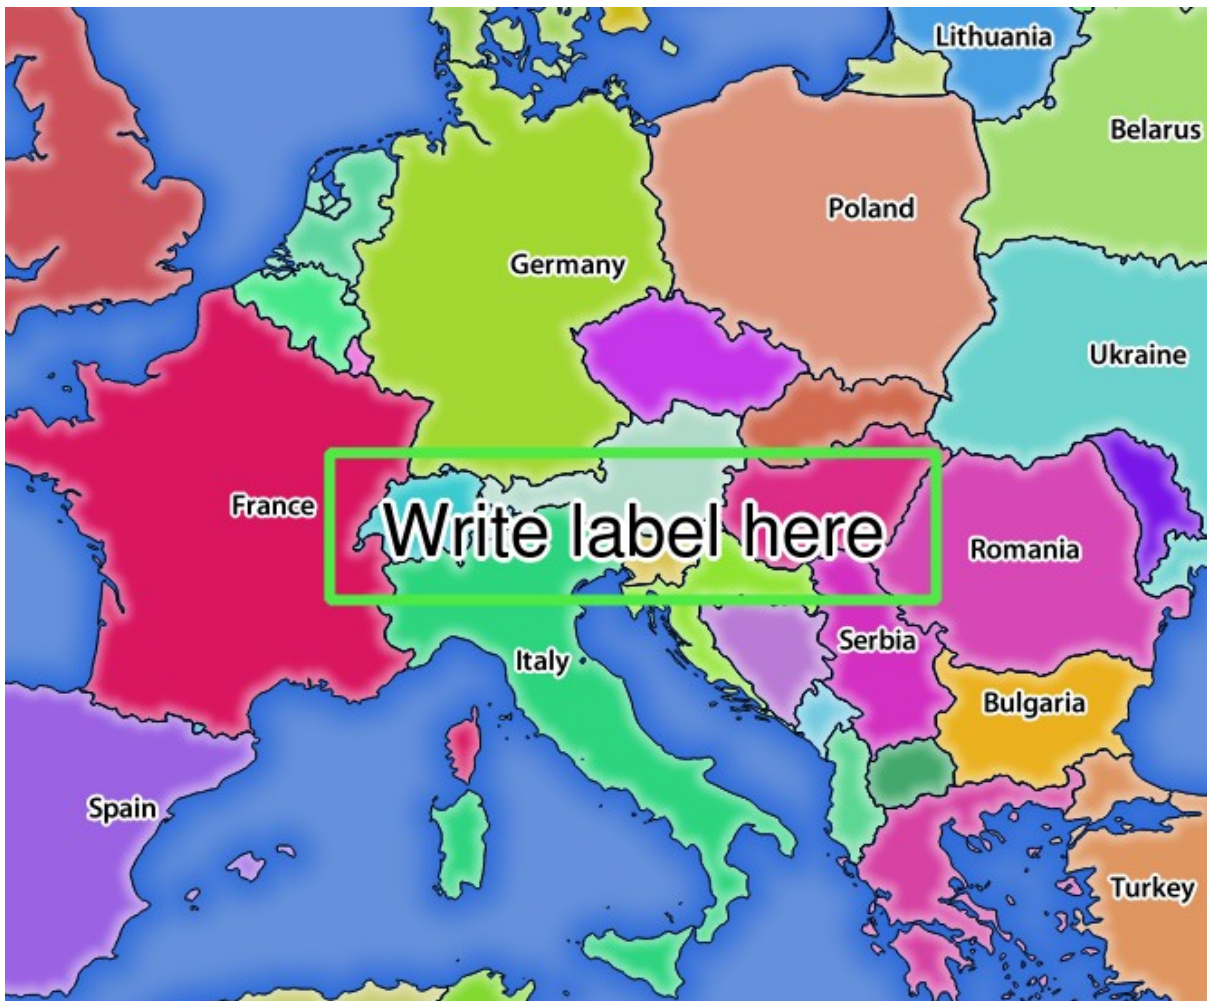 Lithuania
Belarus
Poland
Germany
Ukraine
France
Write label here
Romania
Serbia
Italy
Bulgaria
Spain
Turkey